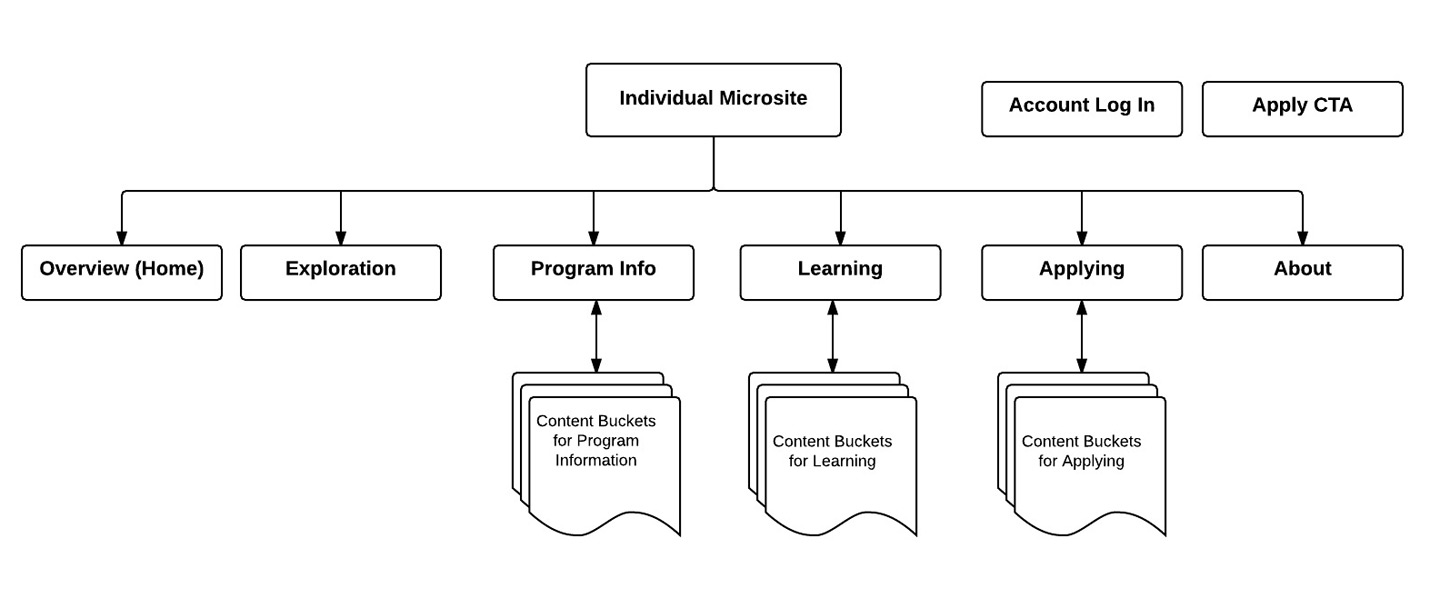 Individual Microsite
Account Log In
Apply CTA
Overview (Home)
Exploration
Program Info
Learning
Applying
About
Content Buckets
for Program
Information
Content Buckets
for Learning
Content Buckets
for Applying